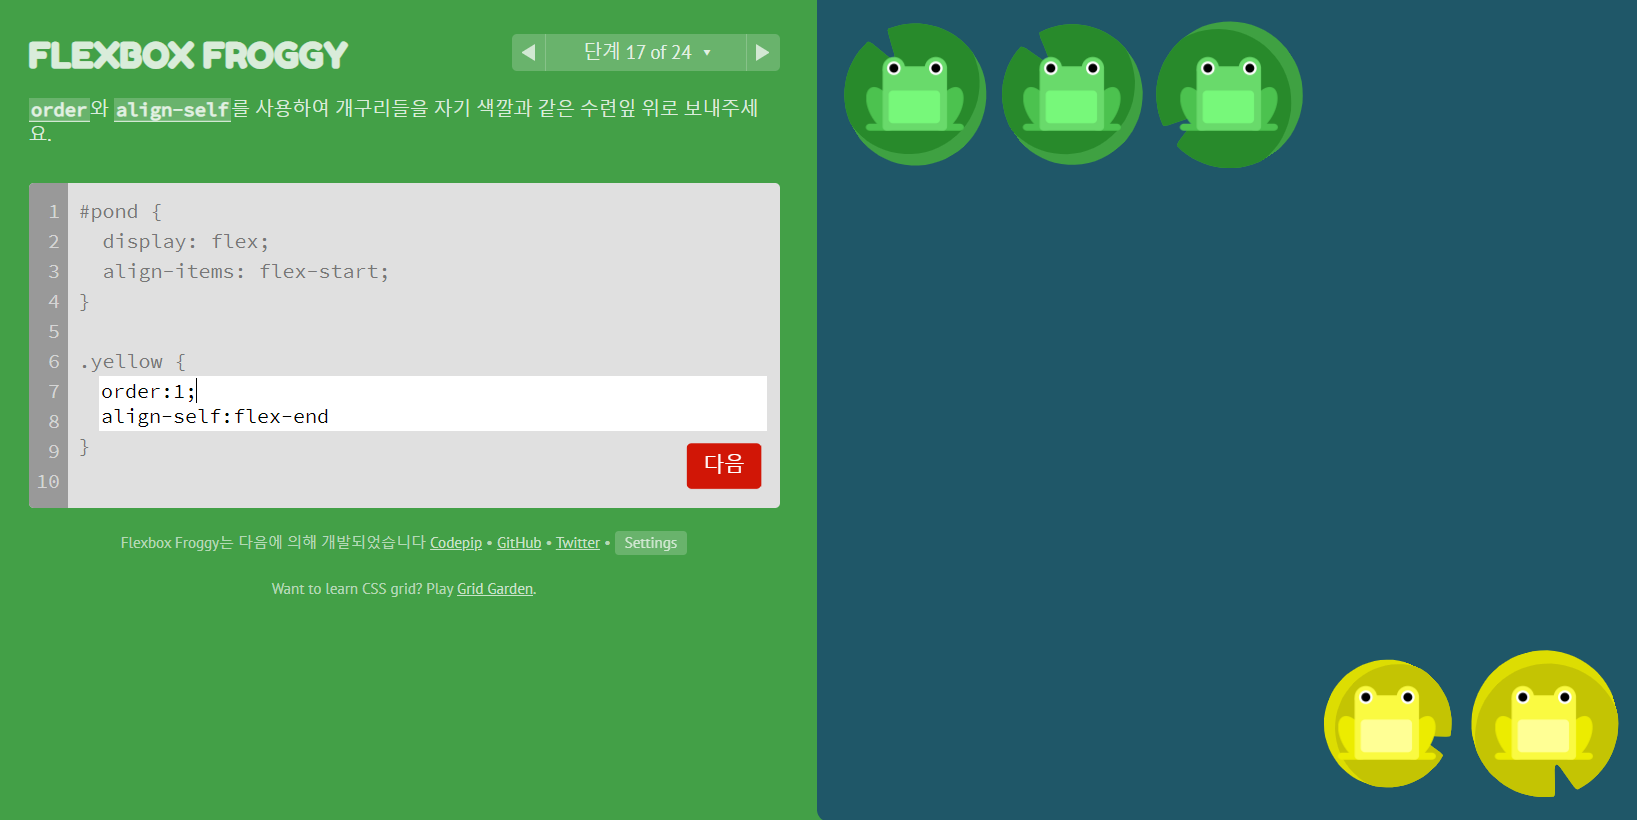 FLEXBOX FROGGY
◀ 단계 17 of 24 ▼ ▶
order와 align-self를 사용하여 개구리들을 자기 색깔과 같은 수련잎 위로 보내주세
요.
1 #pond {
2 display: flex;
3 align-items: flex-start;
4 }
5
6 .yellow {
7 order:1;
8 align-self:flex-end
9 }
10
다음
Flexbox Froggy는 다음에 의해 개발되었습니다 Codepip • GitHub • Twitter • Settings
Want to learn CSS grid? Play Grid Garden.